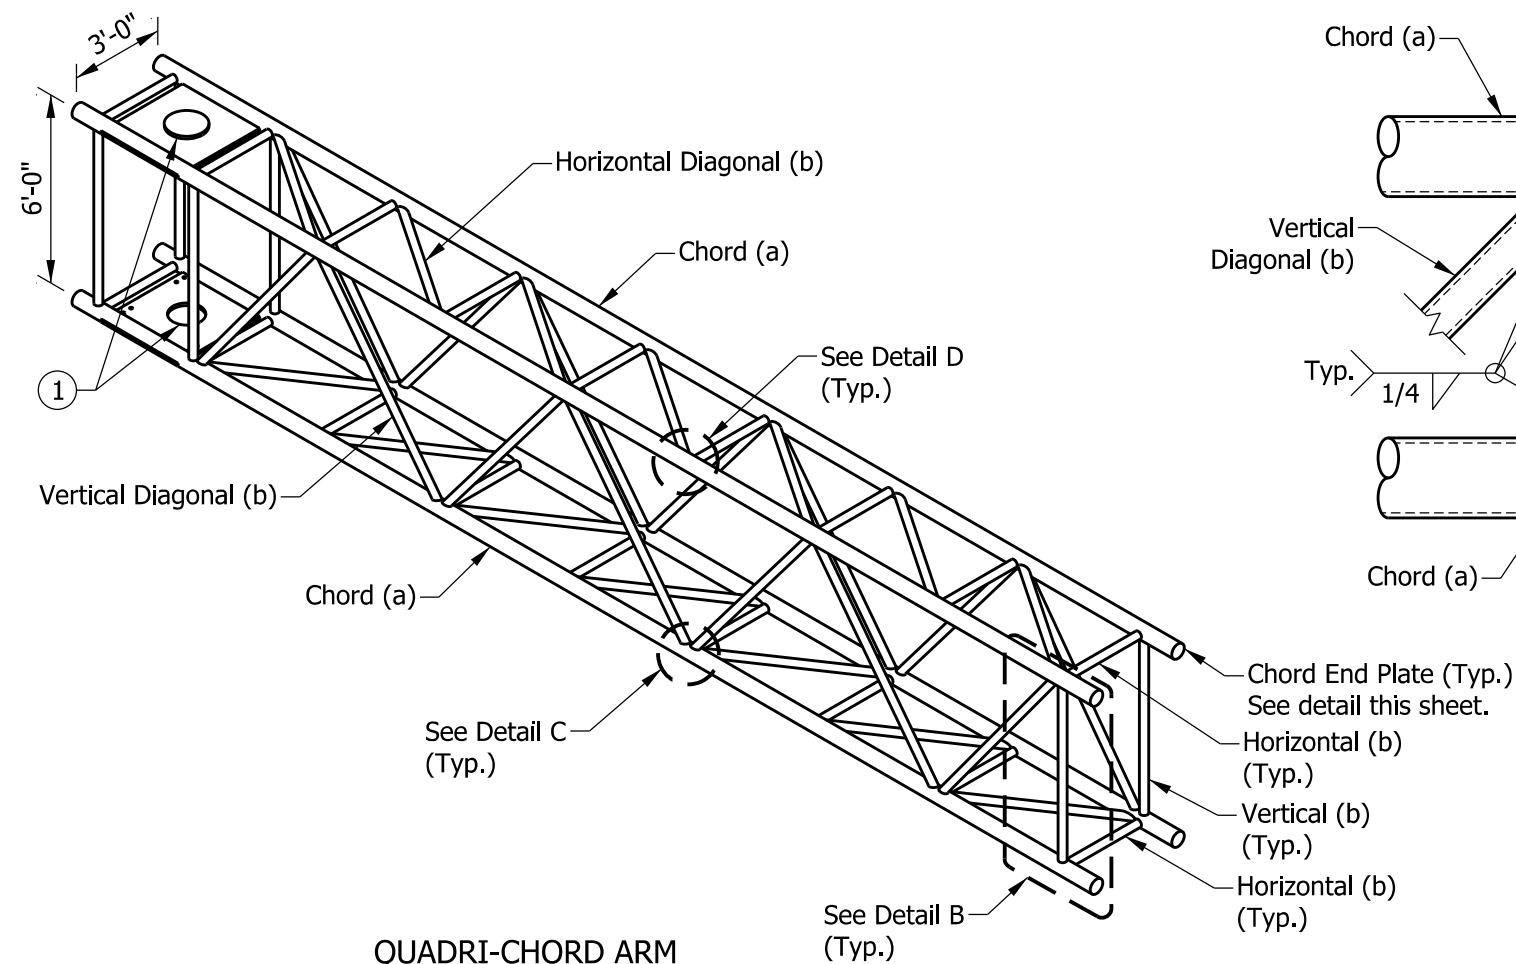 3'-0"
Chord (a)
Horizontal Diagonal (b)
6'-0"
Chord (a)
Vertical
Diagonal (b)
See Detail D
(Typ.)
Typ.
1/4
1
Vertical Diagonal (b)
Chord (a)
Chord (a)
Chord End Plate (Typ.)
See detail this sheet.
See Detail C
(Typ.)
Horizontal (b)
(Typ.)
Vertical (b)
(Typ.)
Horizontal (b)
(Typ.)
See Detail B
(Typ.)
QUADRI-CHORD ARM